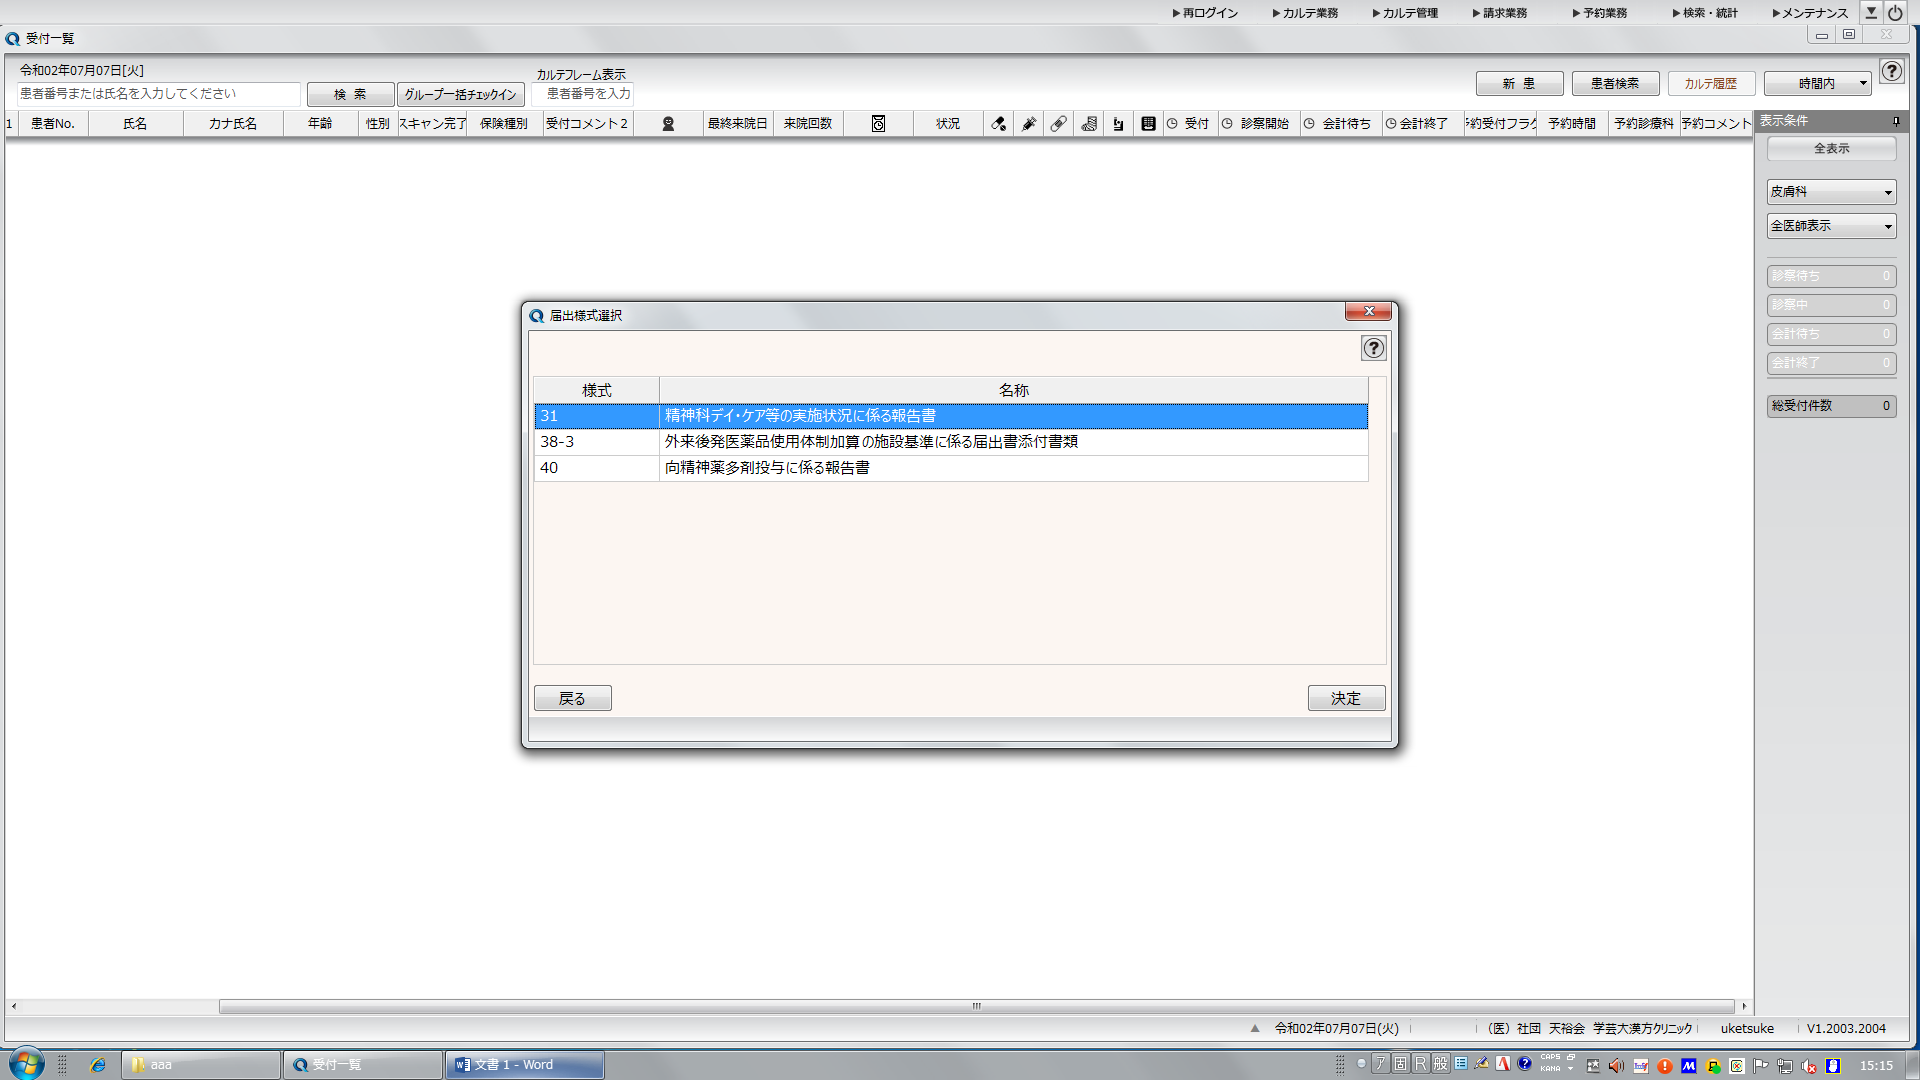 ▶再ログイン ▶カルテ業務 ▶カルテ管理 ▶請求業務 ▶予約業務 ▶検索・統計 ▶メンテナンス
受付一覧
令和02年07月07日[火]
カルテフレーム表示
患者番号または氏名を入力してください 検 索 グループ一括チェックイン 患者番号を入力
新 患 患者検索 カルテ履歴 時間内 ?
1 患者No. 氏名 カナ氏名 年齢 性別 スキャン完了 保険種別 受付コメント2 最終来院日 来院回数 状況 受付 診察開始 会計待ち 会計終了 予約受付フラグ 予約時間 予約診療科 予約コメント
表示条件
全表示
皮膚科
全医師表示
診察待ち 0
診察中 0
会計待ち 0
会計終了 0
総受付件数 0
届出様式選択
?
様式 名称
31 精神科デイ・ケア等の実施状況に係る報告書
38-3 外来後発医薬品使用体制加算の施設基準に係る届出書添付書類
40 向精神薬多剤投与に係る報告書
戻る 決定
▲ 令和02年07月07日(火) (医)社団 天裕会 学芸大漢方クリニック uketsuke V1.2003.2004
aaa 受付一覧 文書 1 - Word
ア 固 R 般 CAPS KANA 15:15